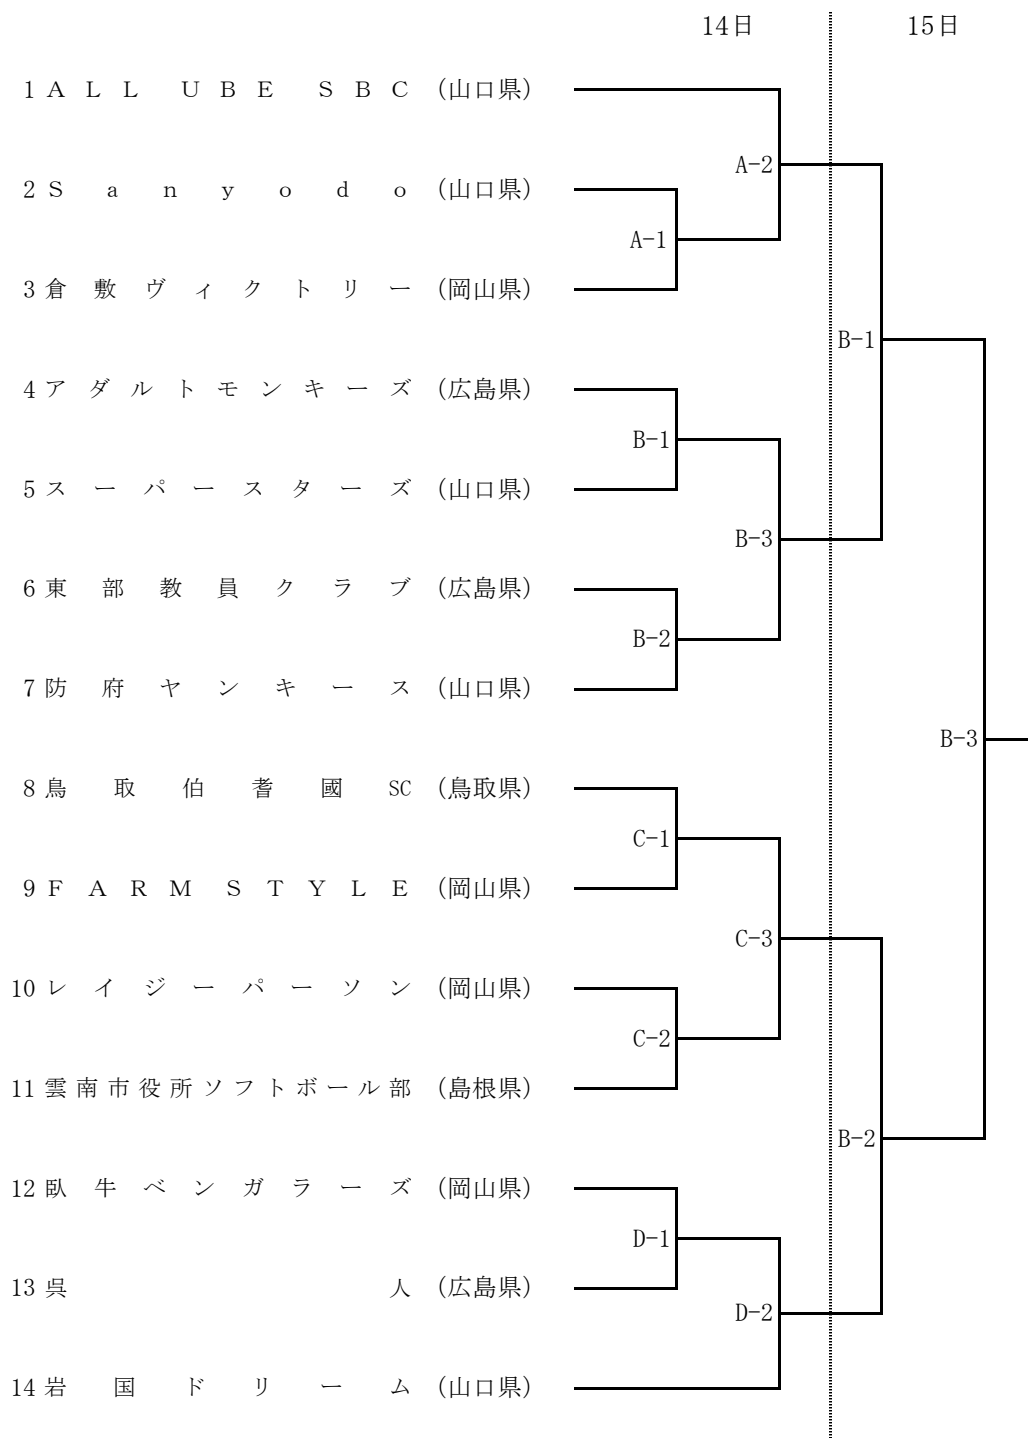 14日 15日
1 ALL UBE SBC (山口県)
A-2
2 Sanyodo (山口県)
A-1
3 倉敷ヴィクトリー (岡山県)
B-1
4 アダルトモンキーズ (広島県)
B-1
5 スーパースターズ (山口県)
B-3
6 東部教員クラブ (広島県)
B-2
7 防府ヤンキース (山口県)
B-3
8 鳥取伯耆國SC (鳥取県)
C-1
9 FARM STYLE (岡山県)
C-3
10 レイジーパーソン (岡山県)
C-2
11 雲南市役所ソフトボール部 (島根県)
B-2
12 臥牛ベンガラーズ (岡山県)
D-1
13 呉人 (広島県)
D-2
14 岩国ドリーム (山口県)